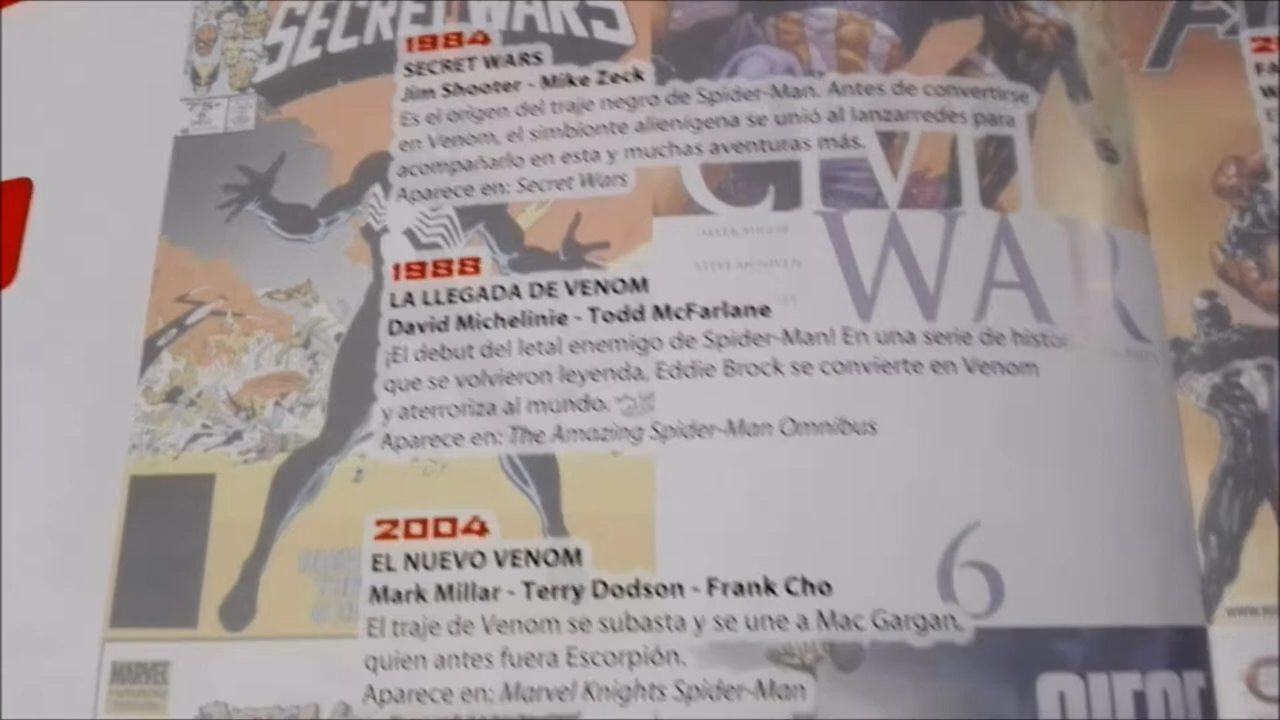 SECRET WARS
1984
SECRET WARS
Jim Shooter - Mike Zeck
Es el origen del traje negro de Spider-Man. Antes de convertirse
en Venom, el simbionte alienígena se unió al lanzarredes para
acompañarlo en esta y muchas aventuras más.
Aparece en: Secret Wars
CIVIL
WAR
1988
LA LLEGADA DE VENOM
David Michelinie - Todd McFarlane
¡El debut del letal enemigo de Spider-Man! En una serie de
que se volvieron leyenda, Eddie Brock se convierte en Venom
y aterroriza al mundo.
Aparece en: The Amazing Spider-Man Omnibus
6
2004
EL NUEVO VENOM
Mark Millar - Terry Dodson - Frank Cho
El traje de Venom se subasta y se une a Mac Gargan,
quien antes fuera Escorpión.
Aparece en: Marvel Knights Spider-Man
MARVEL